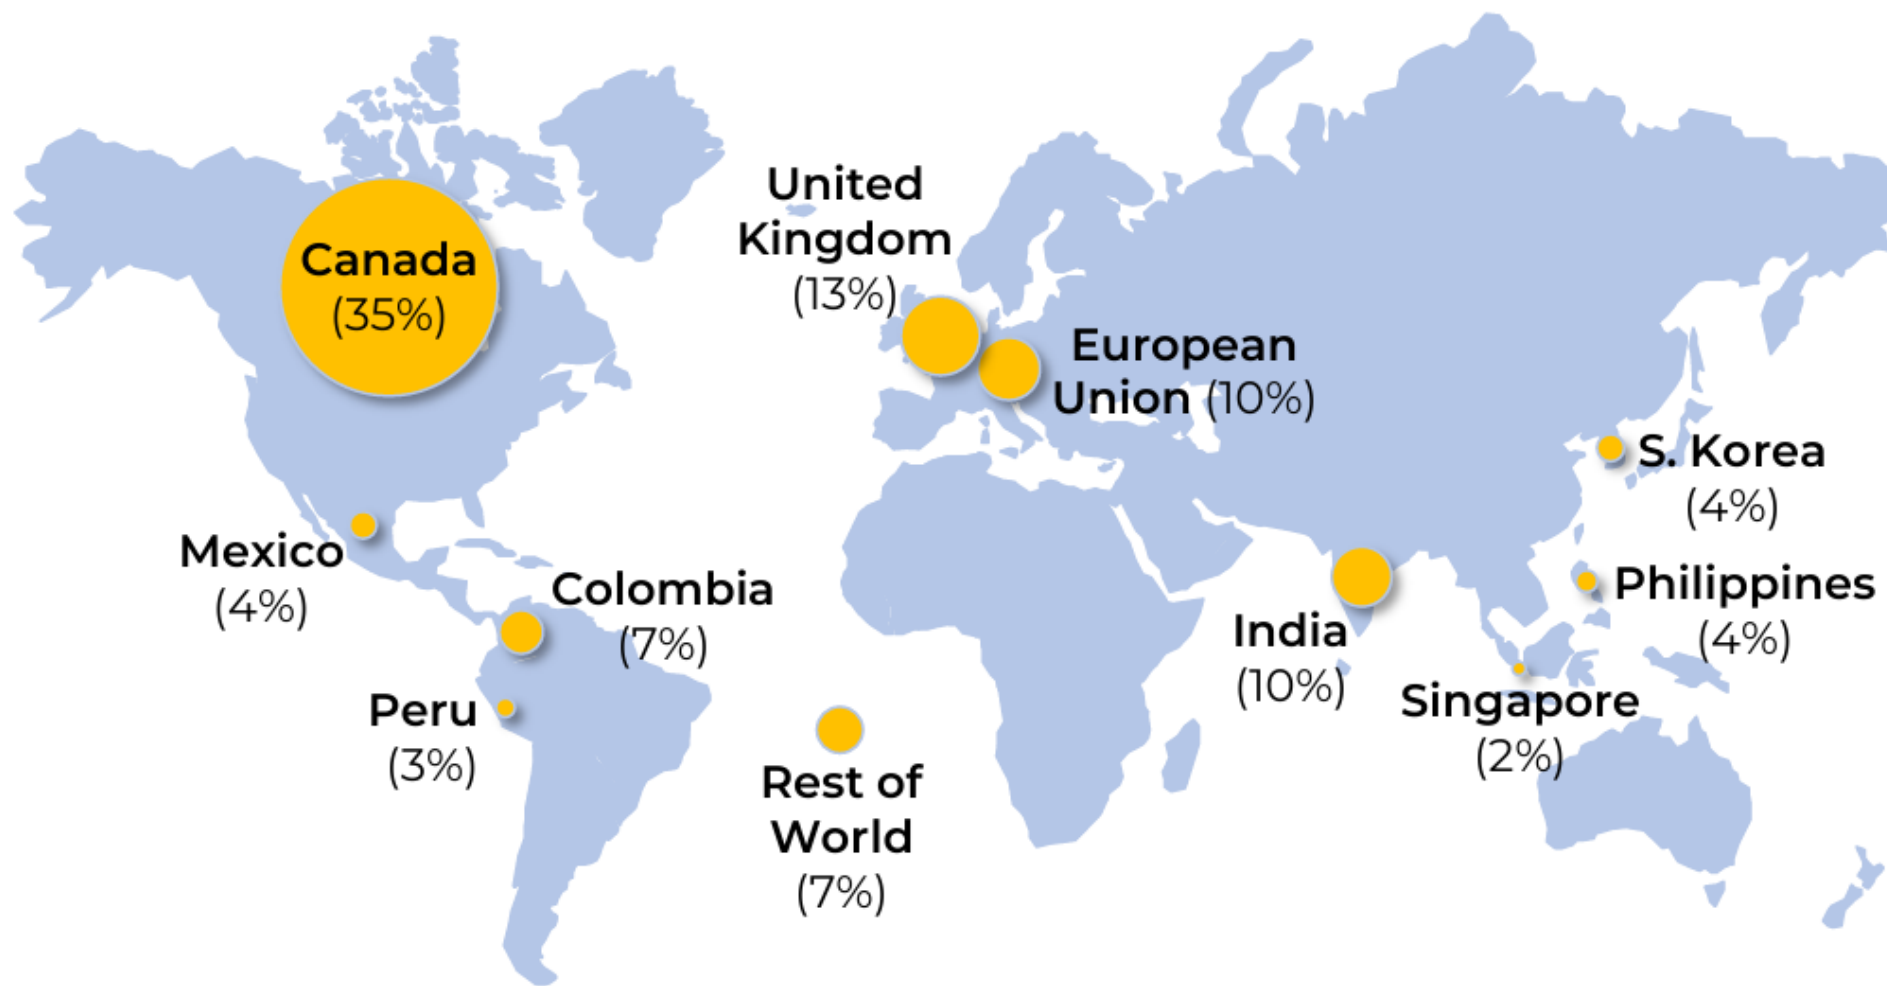 Canada
(35%)
United
Kingdom
(13%)
European
Union (10%)
S. Korea
(4%)
Mexico
(4%)
Colombia
(7%)
Philippines
(4%)
India
(10%)
Peru
(3%)
Singapore
(2%)
Rest of
World
(7%)